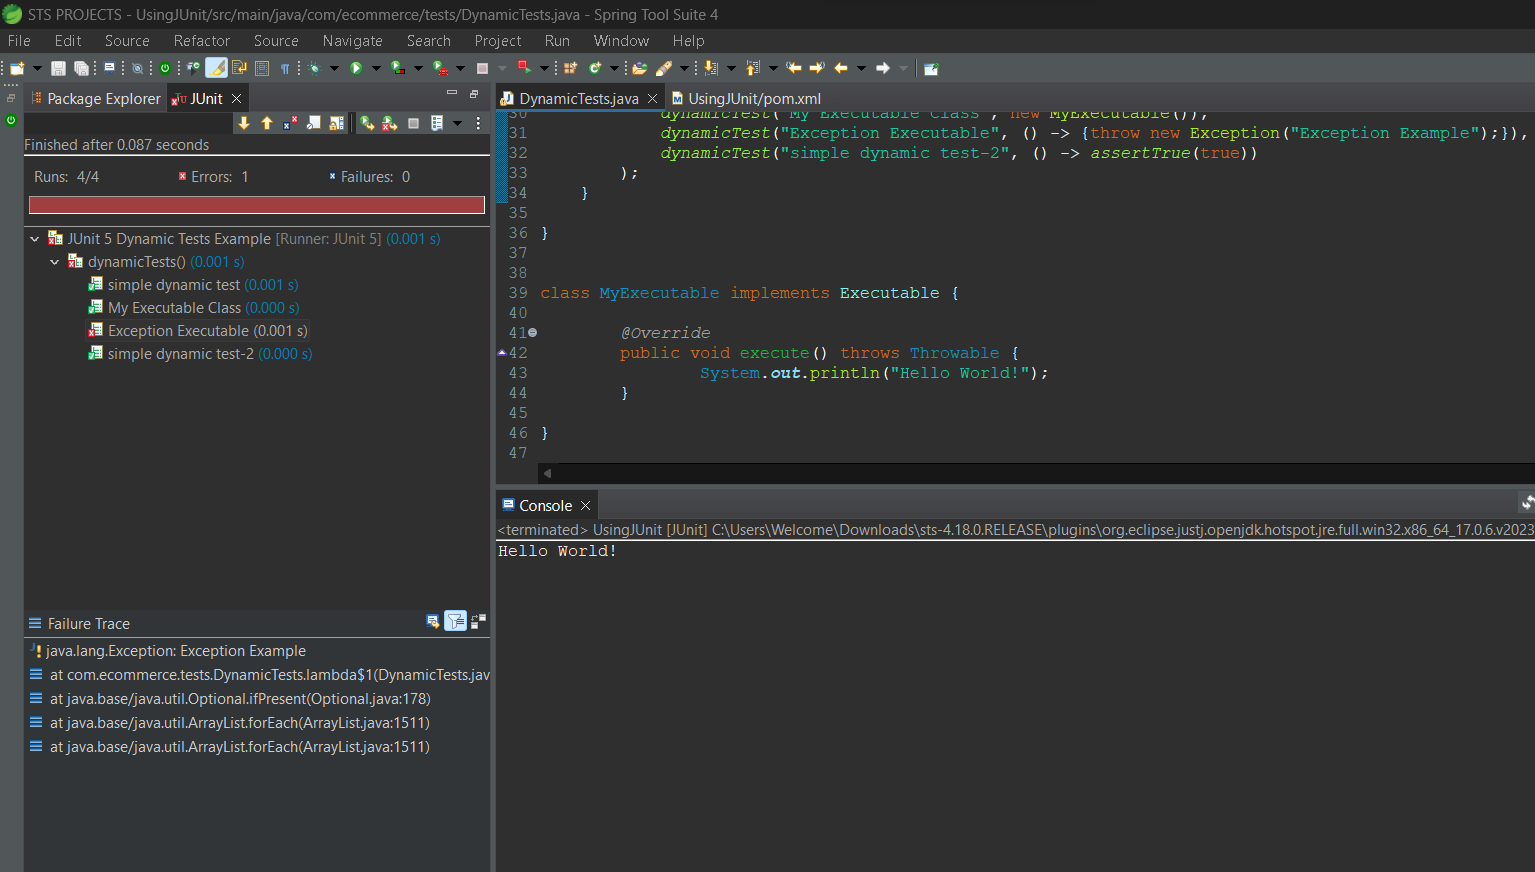 STS PROJECTS - UsingJUnit/src/main/java/com/ecommerce/tests/DynamicTests.java - Spring Tool Suite 4
File Edit Source Refactor Source Navigate Search Project Run Window Help
Package Explorer JUnit
Finished after 0.087 seconds
Runs: 4/4 Errors: 1 Failures: 0
JUnit 5 Dynamic Tests Example [Runner: JUnit 5] (0.001 s)
dynamicTests() (0.001 s)
simple dynamic test (0.001 s)
My Executable Class (0.000 s)
Exception Executable (0.001 s)
simple dynamic test-2 (0.000 s)
Failure Trace
java.lang.Exception: Exception Example
at com.ecommerce.tests.DynamicTests.lambda$1(DynamicTests.jav
at java.base/java.util.Optional.ifPresent(Optional.java:178)
at java.base/java.util.ArrayList.forEach(ArrayList.java:1511)
at java.base/java.util.ArrayList.forEach(ArrayList.java:1511)
DynamicTests.java UsingJUnit/pom.xml
30 dynamicTest("My Executable Class", new MyExecutable()),
31 dynamicTest("Exception Executable", () -> {throw new Exception("Exception Example");}),
32 dynamicTest("simple dynamic test-2", () -> assertTrue(true))
33 );
34 }
35
36 }
37
38
39 class MyExecutable implements Executable {
40
41 @Override
42 public void execute() throws Throwable {
43 System.out.println("Hello World!");
44 }
45
46 }
47
Console
<terminated> UsingJUnit [JUnit] C:\Users\Welcome\Downloads\sts-4.18.0.RELEASE\plugins\org.eclipse.justj.openjdk.hotspot.jre.full.win32.x86_64_17.0.6.v2023
Hello World!